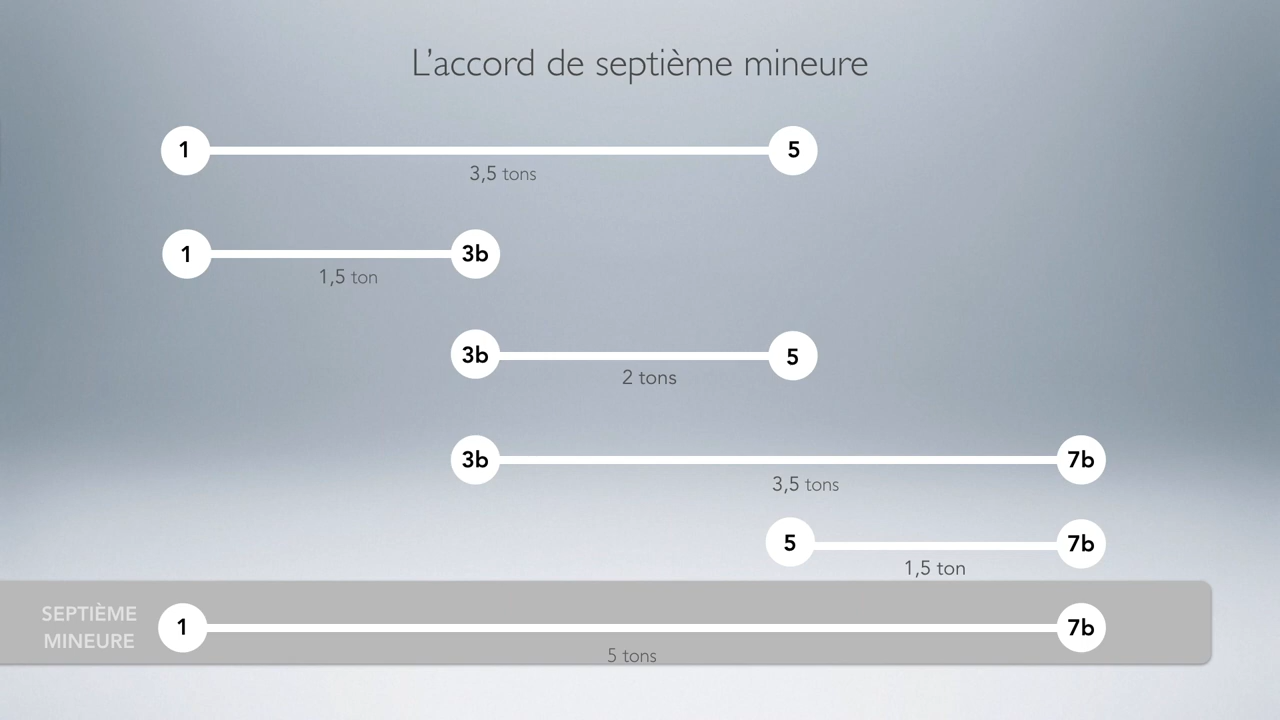 L'accord de septième mineure
1 5
3,5 tons
1 3b
1,5 ton
3b 5
2 tons
3b 7b
3,5 tons
5 7b
1,5 ton
SEPTIÈME
MINEURE
1 7b
5 tons